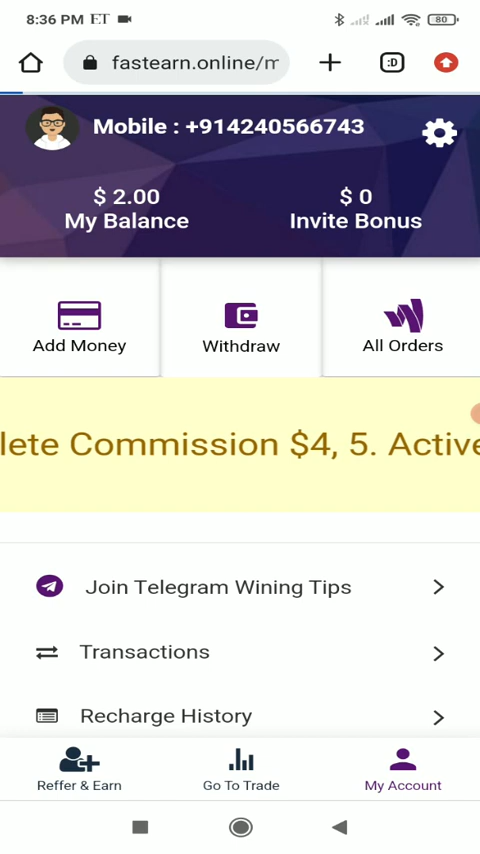 8:36 PM ET
80
fastearn.online/m
:D
Mobile : +914240566743
$ 2.00
$ 0
My Balance
Invite Bonus
Add Money
Withdraw
All Orders
lete Commission $4, 5. Active
Join Telegram Wining Tips
Transactions
Recharge History
Reffer & Earn
Go To Trade
My Account